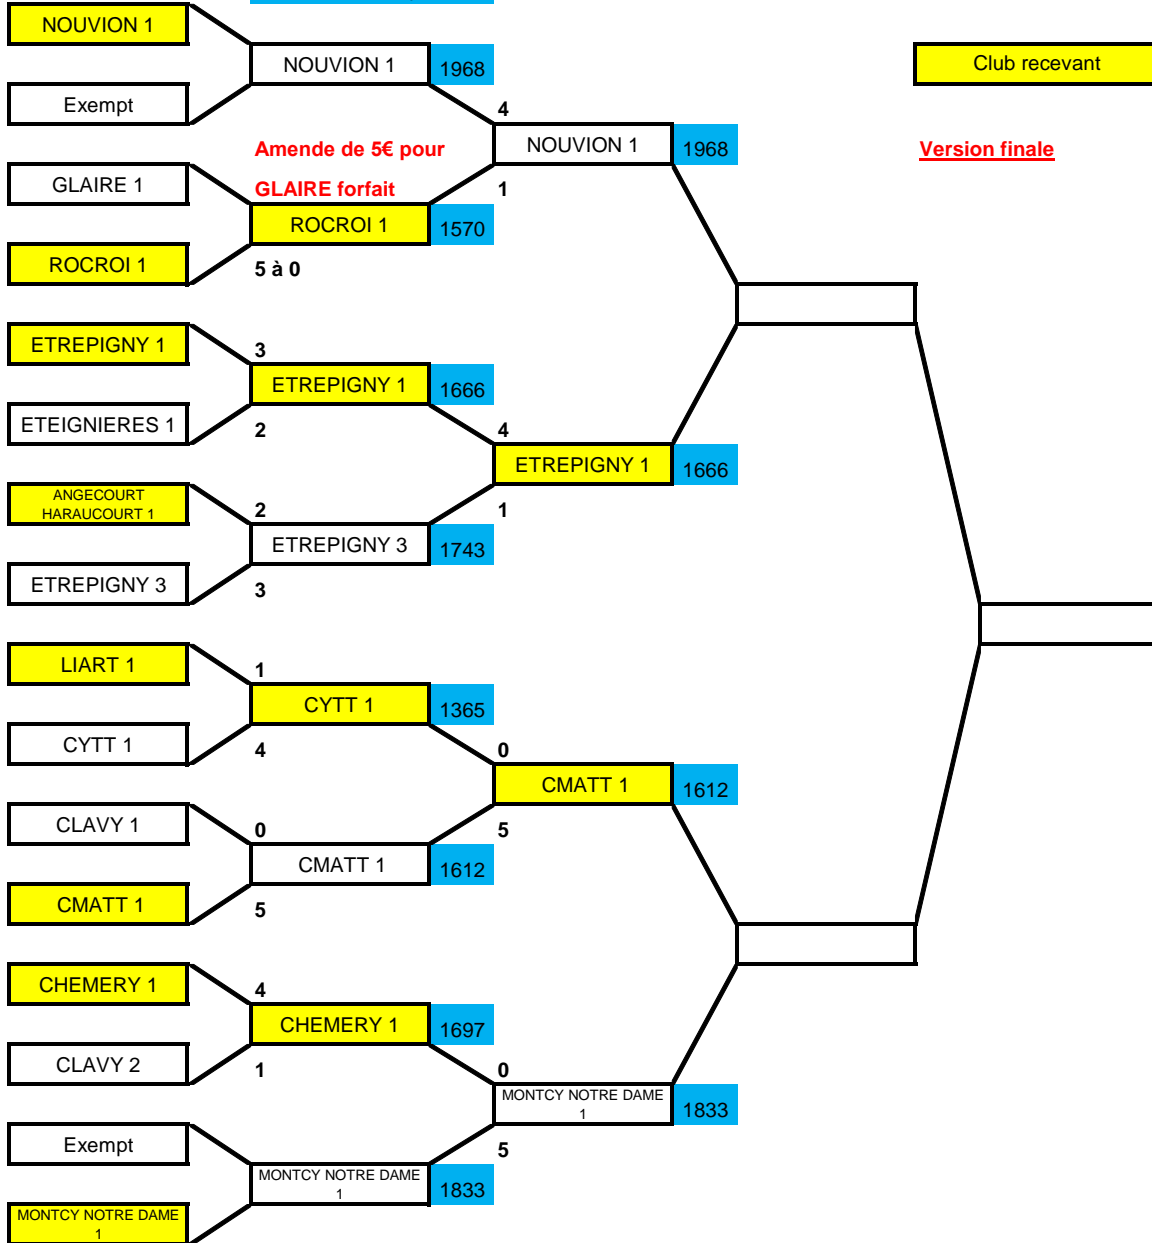 NOUVION 1
NOUVION 1
1968
Club recevant
Exempt
4
Amende de 5€ pour
NOUVION 1
1968
Version finale
GLAIRE 1
GLAIRE forfait
1
ROCROI 1
1570
ROCROI 1
5 à 0
ETREPIGNY 1
3
ETREPIGNY 1
1666
ETEIGNIERES 1
2
4
ETREPIGNY 1
1666
ANGECOURT
HARAUCOURT 1
2
1
ETREPIGNY 3
1743
ETREPIGNY 3
3
LIART 1
1
CYTT 1
1365
CYTT 1
4
0
CMATT 1
1612
CLAVY 1
0
5
CMATT 1
1612
CMATT 1
5
CHEMERY 1
4
CHEMERY 1
1697
CLAVY 2
1
0
MONTCY NOTRE DAME
1
1833
Exempt
5
MONTCY NOTRE DAME
1
1833
MONTCY NOTRE DAME
1